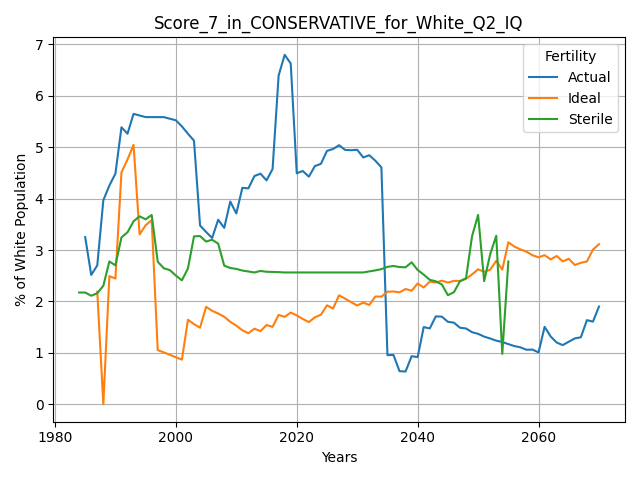 Score_7_in_CONSERVATIVE_for_White_Q2_IQ
7
6
5
4
3
2
1
0
% of White Population
Fertility
Actual
Ideal
Sterile
1980
2000
2020
2040
2060
Years